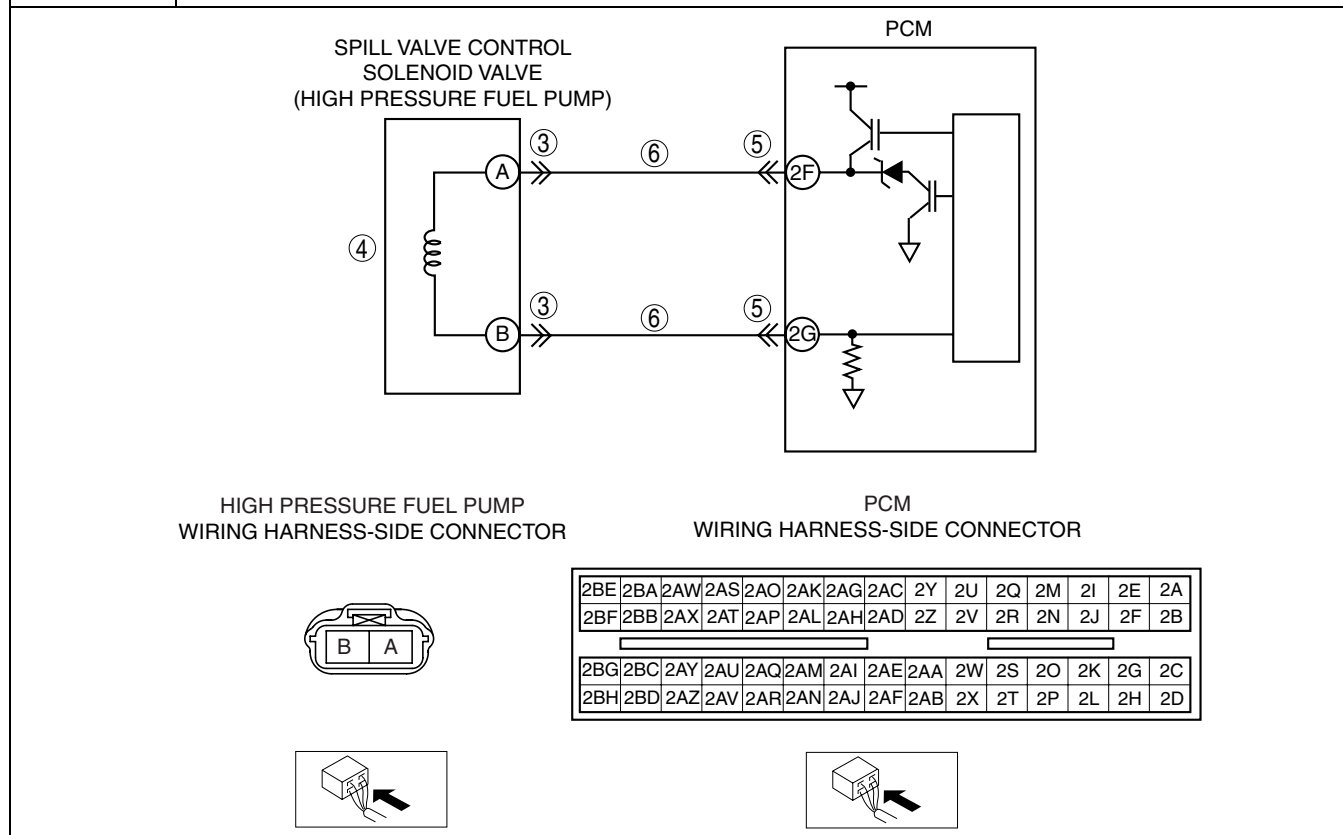 PCM
SPILL VALVE CONTROL
SOLENOID VALVE
(HIGH PRESSURE FUEL PUMP)
3 6 5
A 2F
4
3 6 5
B 2G
HIGH PRESSURE FUEL PUMP
WIRING HARNESS-SIDE CONNECTOR
PCM
WIRING HARNESS-SIDE CONNECTOR
2BE 2BA 2AW 2AS 2AO 2AK 2AG 2AC 2Y 2U 2Q 2M 2I 2E 2A
2BF 2BB 2AX 2AT 2AP 2AL 2AH 2AD 2Z 2V 2R 2N 2J 2F 2B
B A
2BG 2BC 2AY 2AU 2AQ 2AM 2AI 2AE 2AA 2W 2S 2O 2K 2G 2C
2BH 2BD 2AZ 2AV 2AR 2AN 2AJ 2AF 2AB 2X 2T 2P 2L 2H 2D